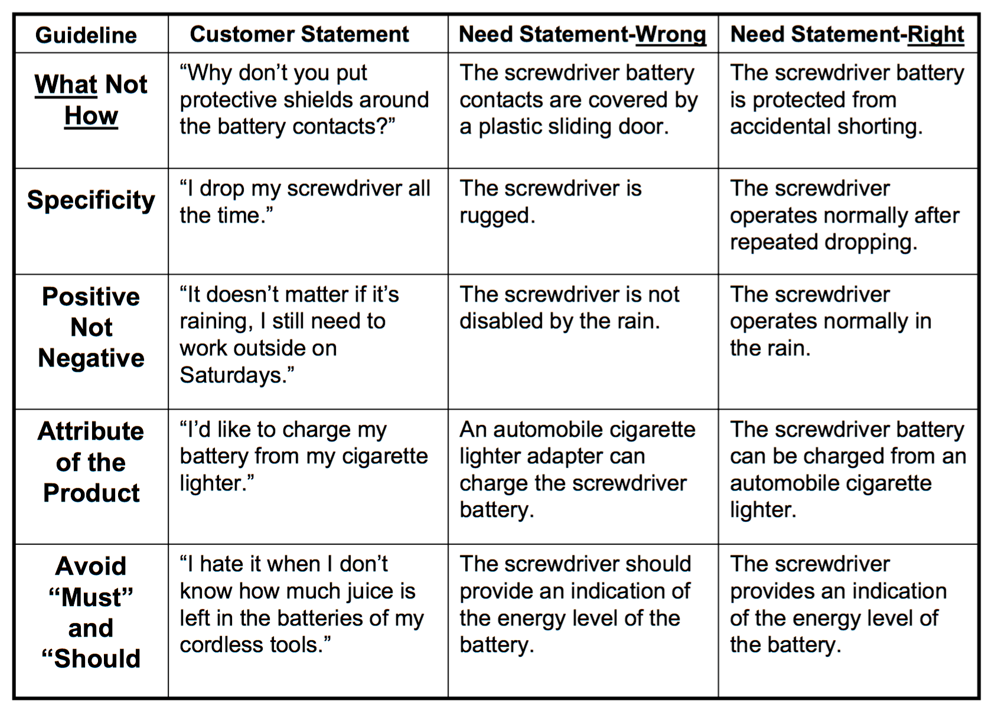 Guideline
Customer Statement
Need Statement-Wrong
Need Statement-Right
What Not
How
“Why don’t you put
protective shields around
the battery contacts?”
The screwdriver battery
contacts are covered by
a plastic sliding door.
The screwdriver battery
is protected from
accidental shorting.
Specificity
“I drop my screwdriver all
the time.”
The screwdriver is
rugged.
The screwdriver
operates normally after
repeated dropping.
Positive
Not
Negative
“It doesn’t matter if it’s
raining, I still need to
work outside on
Saturdays.”
The screwdriver is not
disabled by the rain.
The screwdriver
operates normally in
the rain.
Attribute
of the
Product
“I’d like to charge my
battery from my cigarette
lighter.”
An automobile cigarette
lighter adapter can
charge the screwdriver
battery.
The screwdriver battery
can be charged from an
automobile cigarette
lighter.
Avoid
“Must”
and
“Should
“I hate it when I don’t
know how much juice is
left in the batteries of my
cordless tools.”
The screwdriver should
provide an indication of
the energy level of the
battery.
The screwdriver
provides an indication
of the energy level of
the battery.